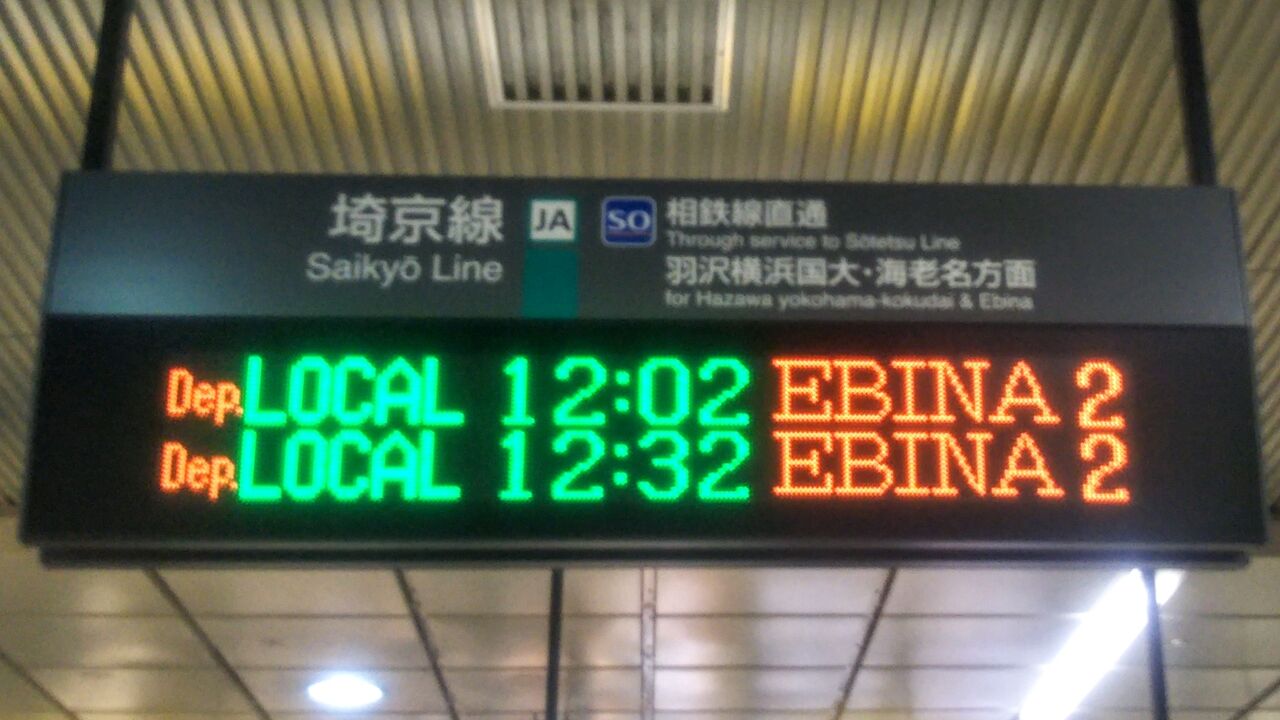 埼京線
Saikyō Line
JA
SO
相鉄線直通
Through service to Sōtetsu Line
羽沢横浜国大・海老名方面
for Hazawa yokohama-kokudai & Ebina
Dep. LOCAL 12:02 EBINA 2
Dep. LOCAL 12:32 EBINA 2